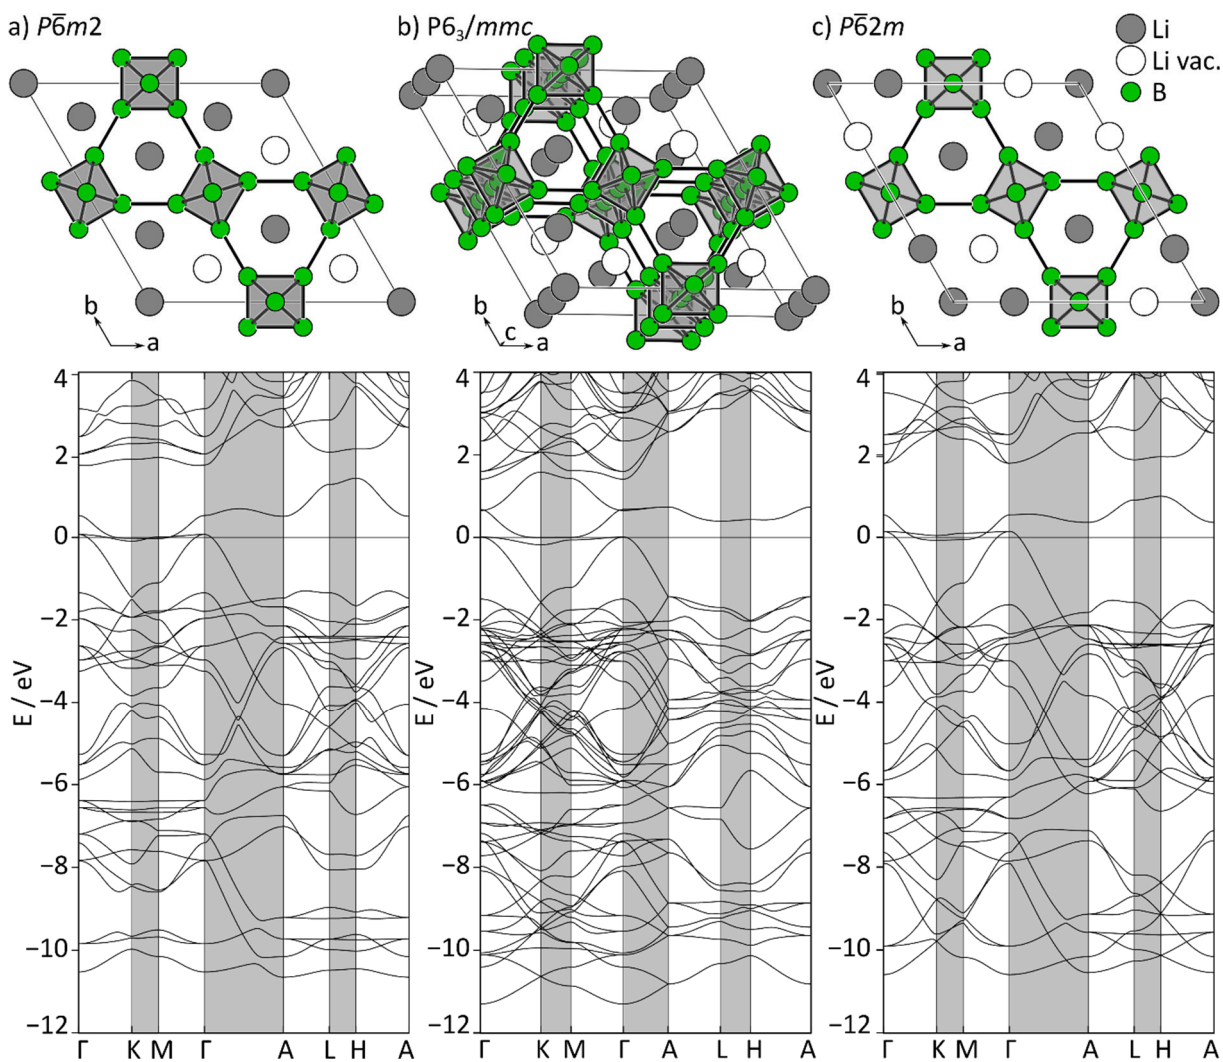 a) P6̅m2
b) P6₃/mmc
c) P6̅2m
Li
Li vac.
B
b
a
b
c
a
b
a
E / eV
4
2
0
−2
−4
−6
−8
−10
−12
Γ K M Γ A L H A
E / eV
4
2
0
−2
−4
−6
−8
−10
−12
Γ K M Γ A L H A
E / eV
4
2
0
−2
−4
−6
−8
−10
−12
Γ K M Γ A L H A